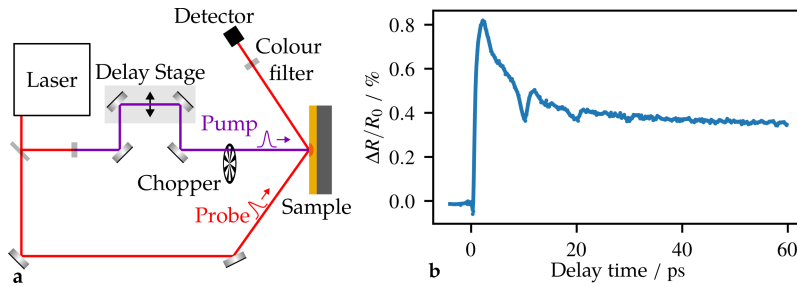 Detector
Colour
filter
Laser
Delay Stage
Pump
Chopper
Probe
Sample
a
ΔR/R₀ / %
0.8
0.6
0.4
0.2
0.0
0
20
40
60
Delay time / ps
b